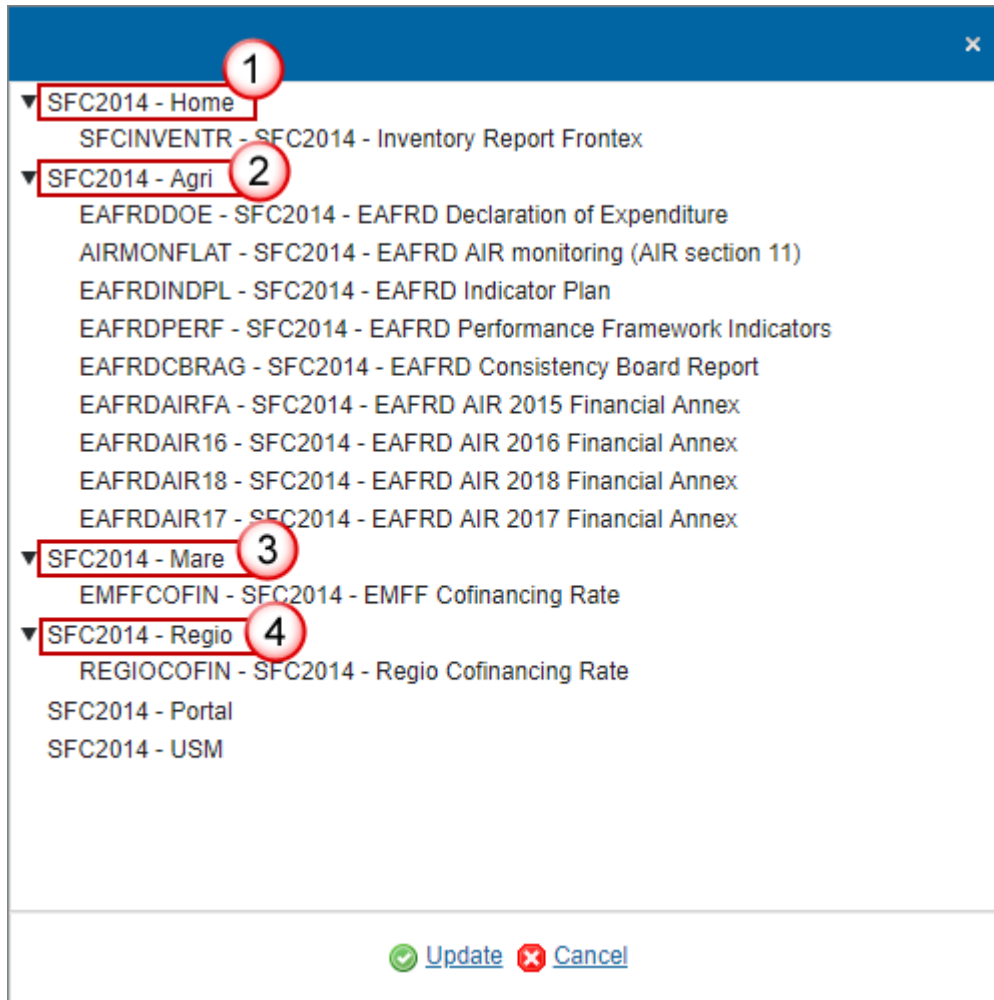 ×
1
▼ SFC2014 - Home
SFCINVENTR - SFC2014 - Inventory Report Frontex
▼ SFC2014 - Agri 2
EAFRDDOE - SFC2014 - EAFRD Declaration of Expenditure
AIRMONFLAT - SFC2014 - EAFRD AIR monitoring (AIR section 11)
EAFRDINDPL - SFC2014 - EAFRD Indicator Plan
EAFRDPERF - SFC2014 - EAFRD Performance Framework Indicators
EAFRDCBRAG - SFC2014 - EAFRD Consistency Board Report
EAFRDAIRFA - SFC2014 - EAFRD AIR 2015 Financial Annex
EAFRDAIR16 - SFC2014 - EAFRD AIR 2016 Financial Annex
EAFRDAIR18 - SFC2014 - EAFRD AIR 2018 Financial Annex
EAFRDAIR17 - SFC2014 - EAFRD AIR 2017 Financial Annex
▼ SFC2014 - Mare 3
EMFFCOFIN - SFC2014 - EMFF Cofinancing Rate
▼ SFC2014 - Regio 4
REGIOCOFIN - SFC2014 - Regio Cofinancing Rate
SFC2014 - Portal
SFC2014 - USM
Update Cancel